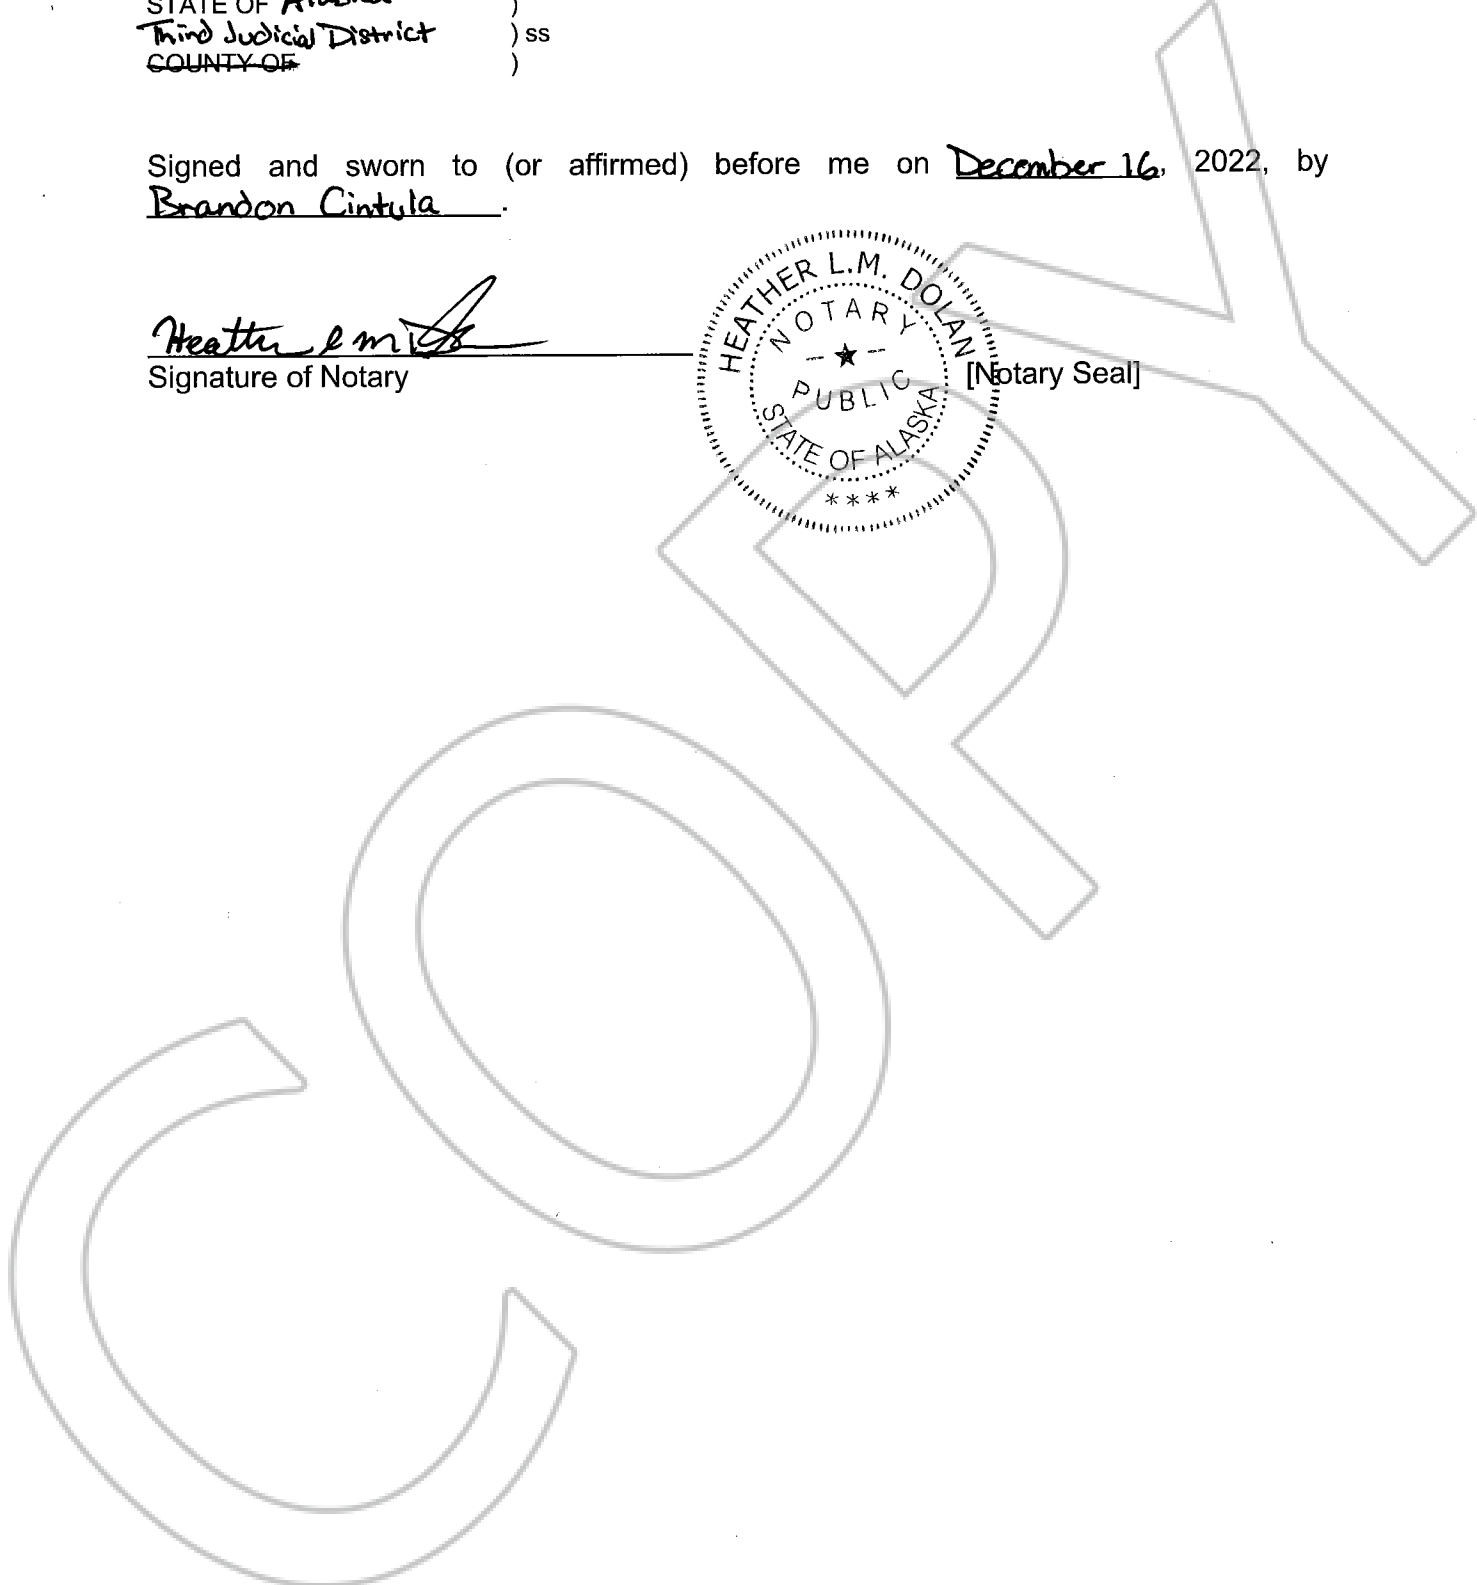 STATE OF Alaska )
Third Judicial District ) ss
COUNTY OF )
Signed and sworn to (or affirmed) before me on December 16, 2022, by
Brandon Cintula .
Signature of Notary
HEATHER L.M. DOLAN
NOTARY
PUBLIC
STATE OF ALASKA
****
[Notary Seal]
COPY